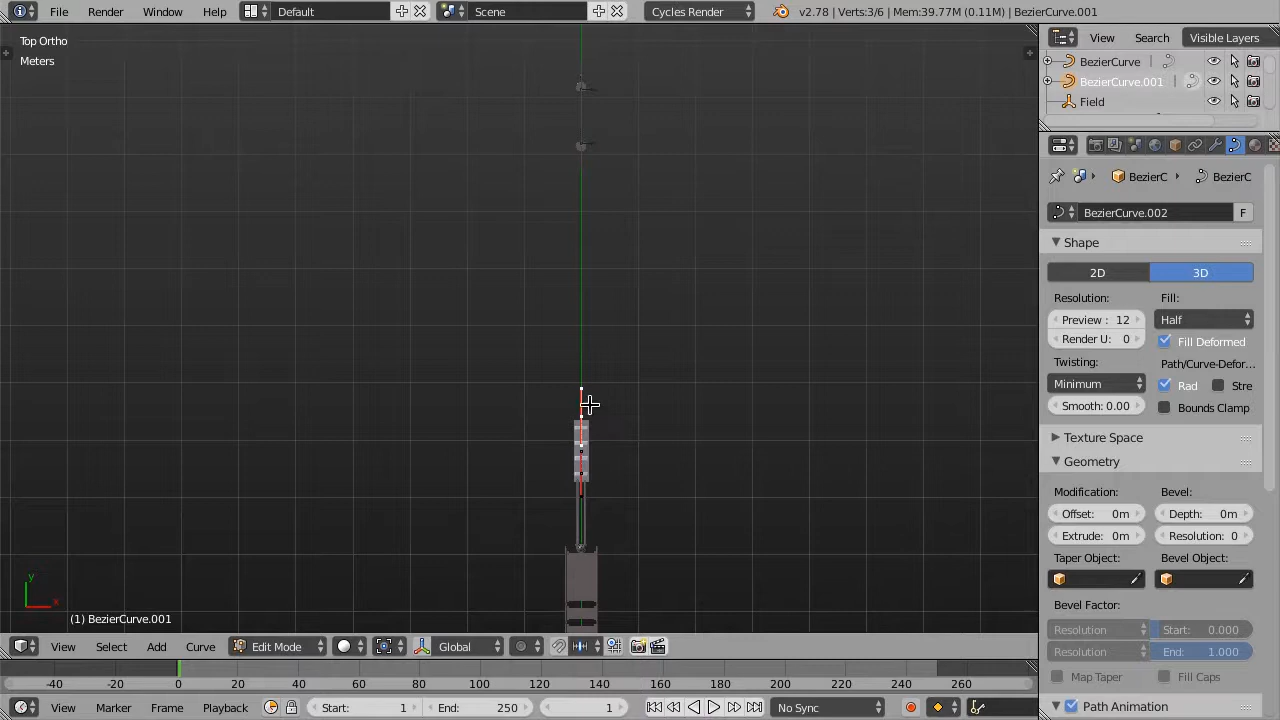 File Render Window Help Default Scene Cycles Render v2.78 | Verts:3/6 | Mem:39.77M (0.11M) | BezierCurve.001
Top Ortho
Meters
View Search Visible Layers
BezierCurve
BezierCurve.001
Field
BezierC BezierC
BezierCurve.002 F
Shape
2D 3D
Resolution: Fill:
Preview : 12 Half
Render U: 0 Fill Deformed
Twisting: Path/Curve-Defor...
Minimum Rad Stre
Smooth: 0.00 Bounds Clamp
Texture Space
Geometry
Modification: Bevel:
Offset: 0m Depth: 0m
Extrude: 0m Resolution: 0
Taper Object: Bevel Object:
Bevel Factor:
Resolution Start: 0.000
Resolution End: 1.000
Map Taper Fill Caps
Path Animation
y
x
(1) BezierCurve.001
View Select Add Curve Edit Mode Global
-40 -20 0 20 40 60 80 100 120 140 160 180 200 220 240 260
View Marker Frame Playback Start: 1 End: 250 1 No Sync